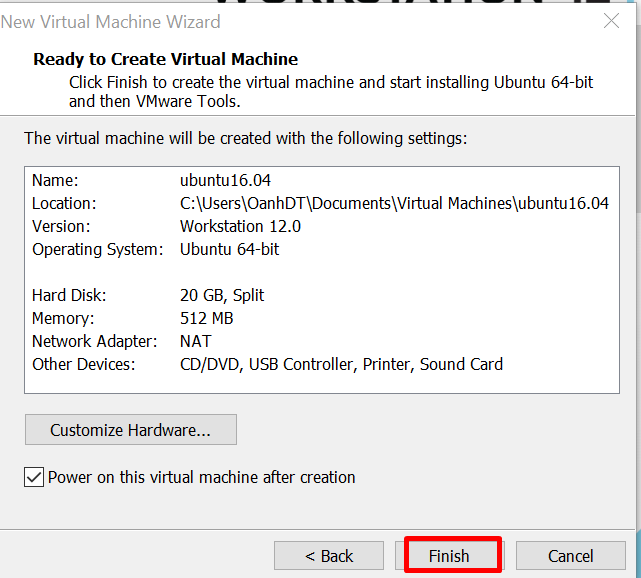 New Virtual Machine Wizard
Ready to Create Virtual Machine
Click Finish to create the virtual machine and start installing Ubuntu 64-bit
and then VMware Tools.
The virtual machine will be created with the following settings:
Name: ubuntu16.04
Location: C:\Users\OanhDT\Documents\Virtual Machines\ubuntu16.04
Version: Workstation 12.0
Operating System: Ubuntu 64-bit
Hard Disk: 20 GB, Split
Memory: 512 MB
Network Adapter: NAT
Other Devices: CD/DVD, USB Controller, Printer, Sound Card
Customize Hardware...
Power on this virtual machine after creation
< Back Finish Cancel